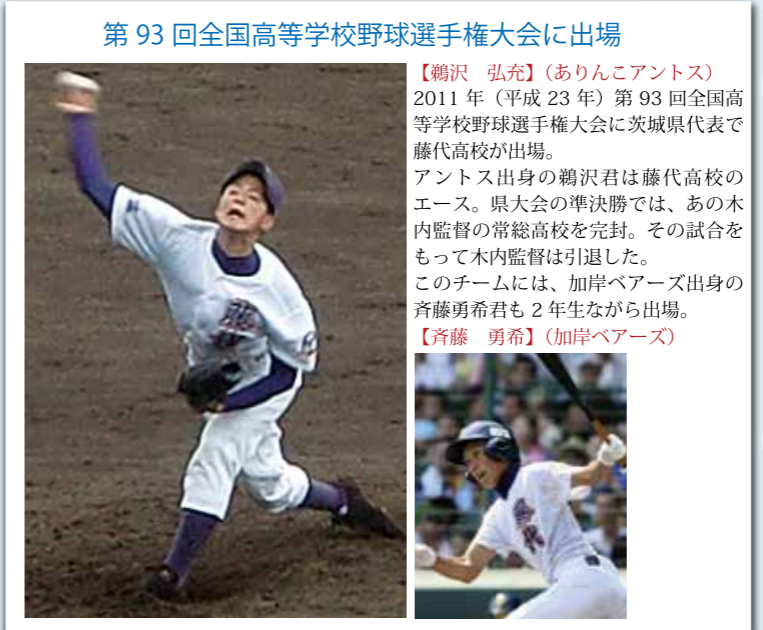 第 93 回全国高等学校野球選手権大会に出場
【鵜沢　弘充】（ありんこアントス）
2011 年（平成 23 年）第 93 回全国高
等学校野球選手権大会に茨城県代表で
藤代高校が出場。
アントス出身の鵜沢君は藤代高校の
エース。県大会の準決勝では、あの木
内監督の常総高校を完封。その試合を
もって木内監督は引退した。
このチームには、加岸ベアーズ出身の
斉藤勇希君も 2 年生ながら出場。
【斉藤　勇希】（加岸ベアーズ）